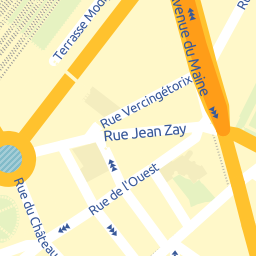 Terrasse Mod
Avenue du Maine
Rue Vercingétorix
Rue Jean Zay
Rue de l'Ouest
Rue du Château